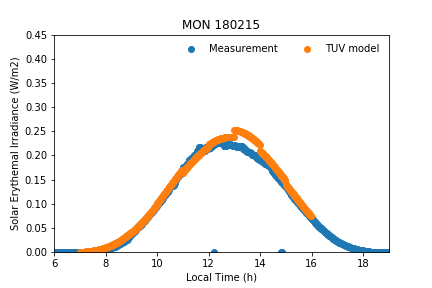 MON 180215
Measurement
TUV model
Solar Erythemal Irradiance (W/m2)
0.45
0.40
0.35
0.30
0.25
0.20
0.15
0.10
0.05
0.00
6 8 10 12 14 16 18
Local Time (h)